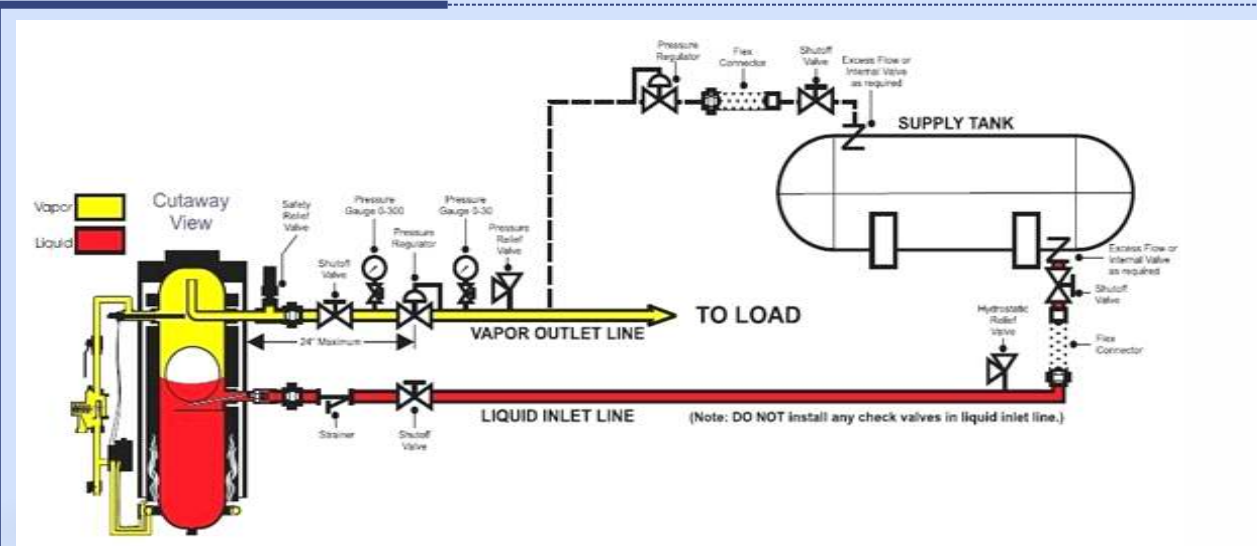 Pressure
Regulator
Flex
Connector
Shutoff
Valve
Excess Flow or
Internal Valve
as required
SUPPLY TANK
Vapor
Liquid
Cutaway
View
Safety
Relief
Valve
Shutoff
Valve
Pressure
Gauge 0-300
Pressure
Regulator
Pressure
Gauge 0-30
Pressure
Relief
Valve
24" Maximum
VAPOR OUTLET LINE
TO LOAD
Excess Flow or
Internal Valve
as required
Shutoff
Valve
Hydrostatic
Relief
Valve
Flex
Connector
Strainer
Shutoff
Valve
LIQUID INLET LINE
(Note: DO NOT install any check valves in liquid inlet line.)